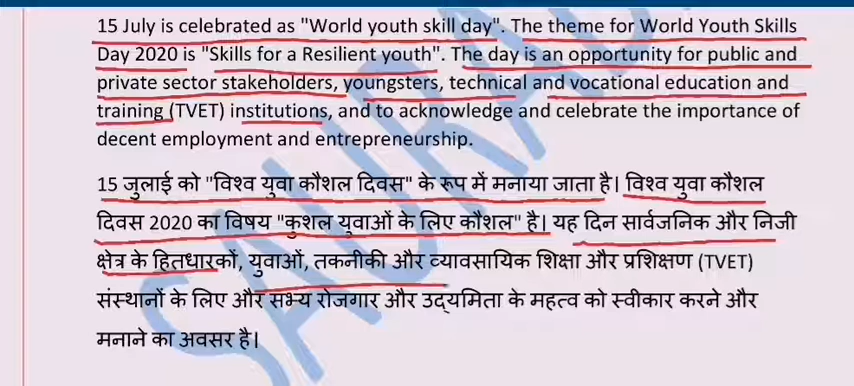 15 July is celebrated as "World youth skill day". The theme for World Youth Skills
Day 2020 is "Skills for a Resilient youth". The day is an opportunity for public and
private sector stakeholders, youngsters, technical and vocational education and
training (TVET) institutions, and to acknowledge and celebrate the importance of
decent employment and entrepreneurship.
15 जुलाई को "विश्व युवा कौशल दिवस" के रूप में मनाया जाता है। विश्व युवा कौशल
दिवस 2020 का विषय "कुशल युवाओं के लिए कौशल" है। यह दिन सार्वजनिक और निजी
क्षेत्र के हितधारकों, युवाओं, तकनीकी और व्यावसायिक शिक्षा और प्रशिक्षण (TVET)
संस्थानों के लिए और सभ्य रोजगार और उद्यमिता के महत्व को स्वीकार करने और
मनाने का अवसर है।